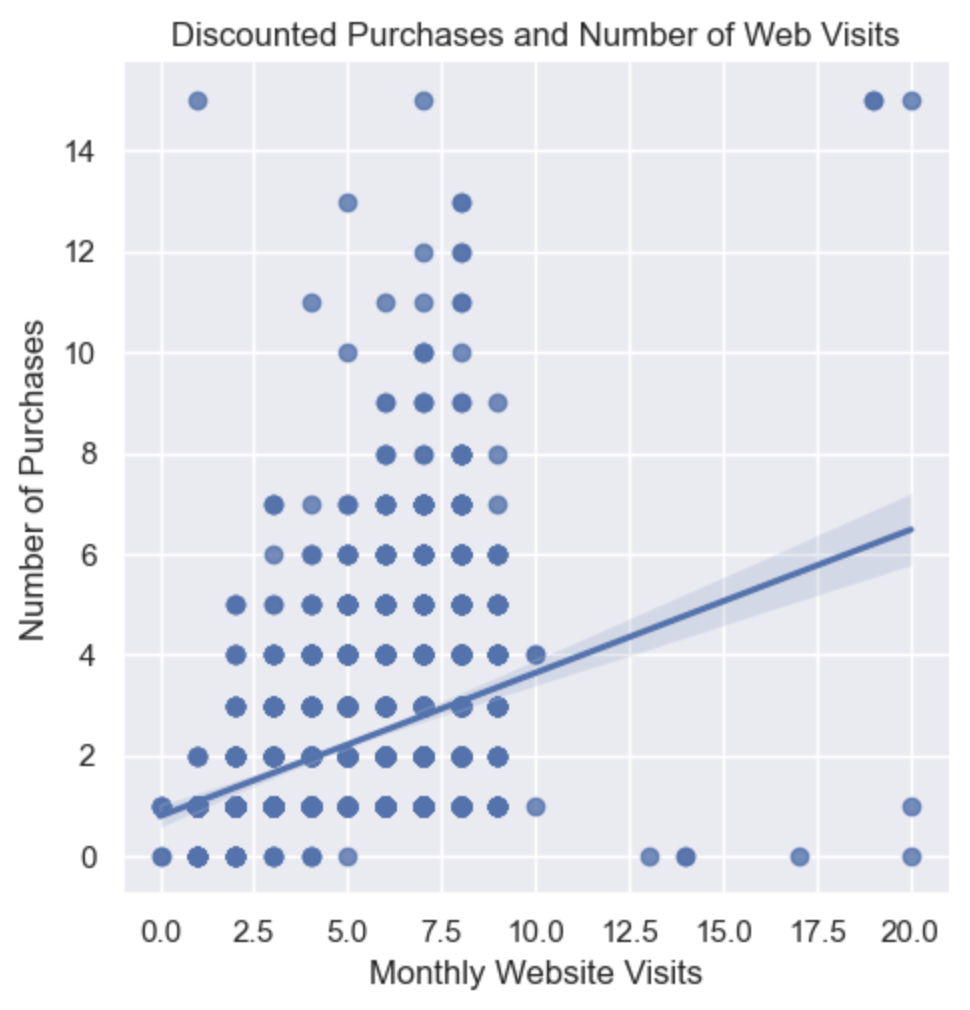 Discounted Purchases and Number of Web Visits
14
12
10
8
6
4
2
0
Number of Purchases
0.0 2.5 5.0 7.5 10.0 12.5 15.0 17.5 20.0
Monthly Website Visits